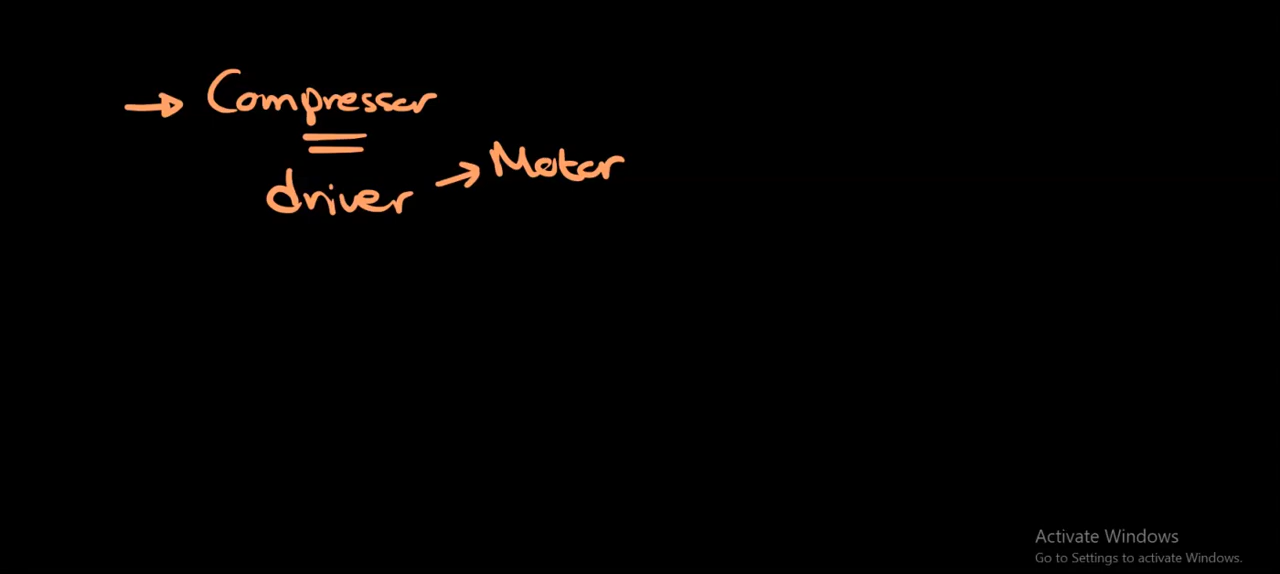 → Compressor
driver → Motor
Activate Windows
Go to Settings to activate Windows.